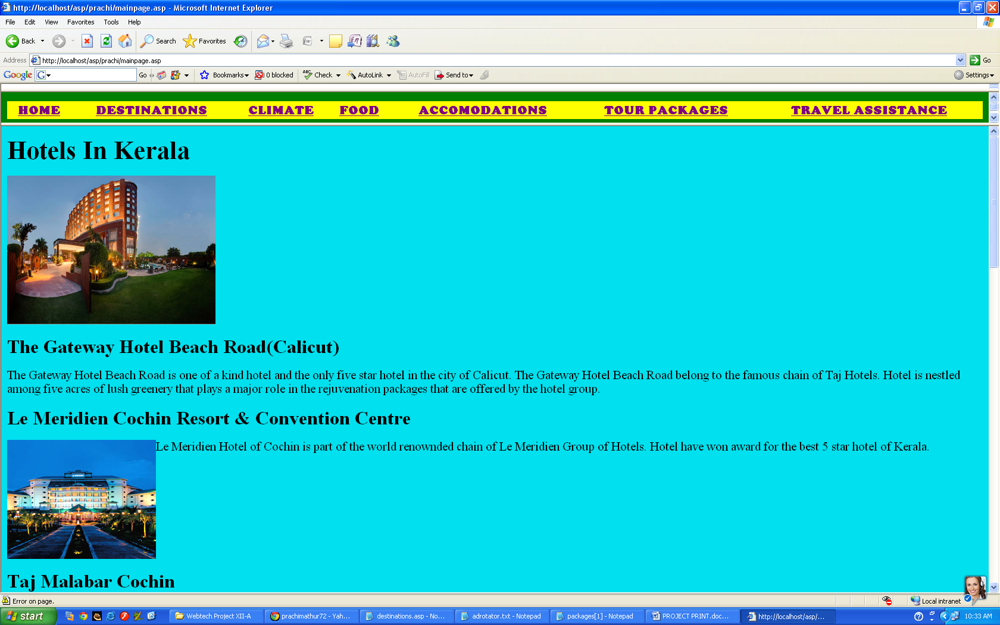 http://localhost/asp/prachi/mainpage.asp - Microsoft Internet Explorer
File Edit View Favorites Tools Help
Back Search Favorites
Address http://localhost/asp/prachi/mainpage.asp Go
Google G Go Bookmarks 0 blocked ABC Check AutoLink AutoFill Send to Settings
HOME DESTINATIONS CLIMATE FOOD ACCOMODATIONS TOUR PACKAGES TRAVEL ASSISTANCE
Hotels In Kerala
The Gateway Hotel Beach Road(Calicut)
The Gateway Hotel Beach Road is one of a kind hotel and the only five star hotel in the city of Calicut. The Gateway Hotel Beach Road belong to the famous chain of Taj Hotels. Hotel is nestled
among five acres of lush greenery that plays a major role in the rejuvenation packages that are offered by the hotel group.
Le Meridien Cochin Resort & Convention Centre
Le Meridien Hotel of Cochin is part of the world renownded chain of Le Meridien Group of Hotels. Hotel have won award for the best 5 star hotel of Kerala.
Taj Malabar Cochin
Error on page. Local intranet
start Webtech Project XII-A prachimathur72 - Yah... destinations.asp - No... adrotator.txt - Notepad packages[1] - Notepad PROJECT PRINT.doc... http://localhost/asp/... 10:33 AM